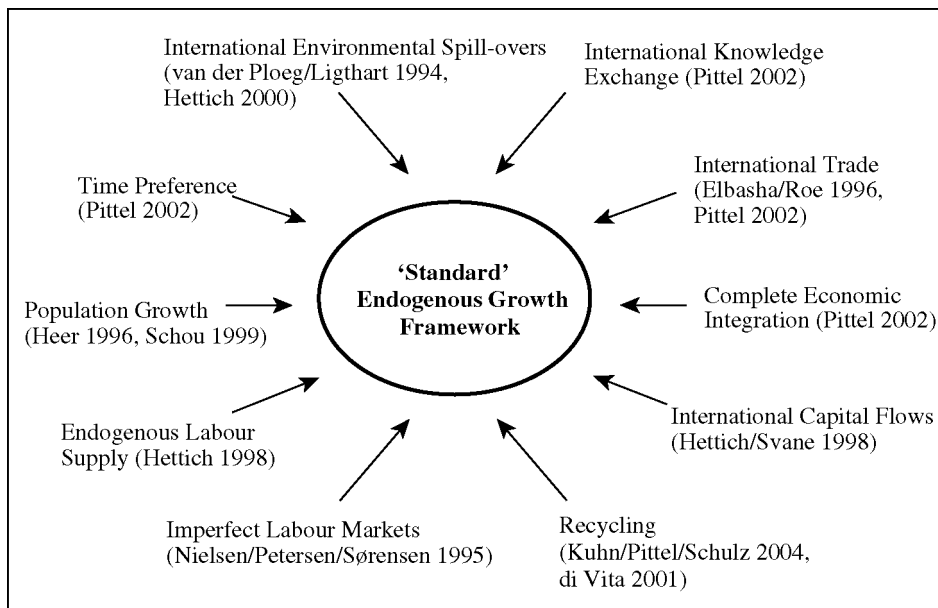 International Environmental Spill-overs
(van der Ploeg/Ligthart 1994,
Hettich 2000)
International Knowledge
Exchange (Pittel 2002)
Time Preference
(Pittel 2002)
International Trade
(Elbasha/Roe 1996,
Pittel 2002)
‘Standard’
Endogenous Growth
Framework
Population Growth
(Heer 1996, Schou 1999)
Complete Economic
Integration (Pittel 2002)
Endogenous Labour
Supply (Hettich 1998)
International Capital Flows
(Hettich/Svane 1998)
Imperfect Labour Markets
(Nielsen/Petersen/Sørensen 1995)
Recycling
(Kuhn/Pittel/Schulz 2004,
di Vita 2001)